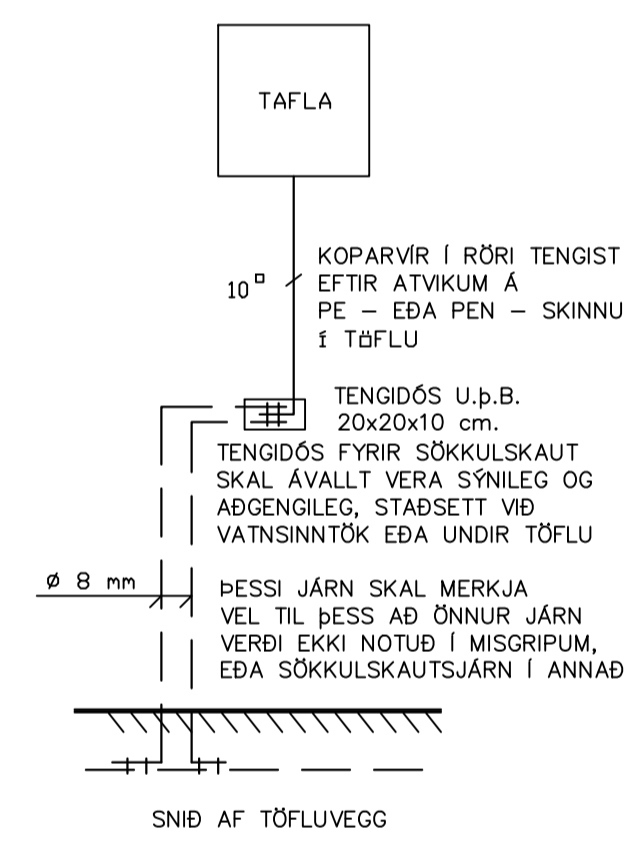 TAFLA
KOPARVÍR Í RÖRI TENGIST
10▫ EFTIR ATVIKUM Á
PE – EÐA PEN – SKINNU
í TöFLU
TENGIDÓS U.þ.B.
20x20x10 cm.
TENGIDÓS FYRIR SÖKKULSKAUT
SKAL ÁVALLT VERA SÝNILEG OG
AÐGENGILEG, STAÐSETT VIÐ
VATNSINNTÖK EÐA UNDIR TÖFLU
Ø 8 mm
ÞESSI JÁRN SKAL MERKJA
VEL TIL ÞESS AÐ ÖNNUR JÁRN
VERÐI EKKI NOTUÐ Í MISGRIPUM,
EÐA SÖKKULSKAUTSJÁRN Í ANNAÐ
SNIÐ AF TÖFLUVEGG